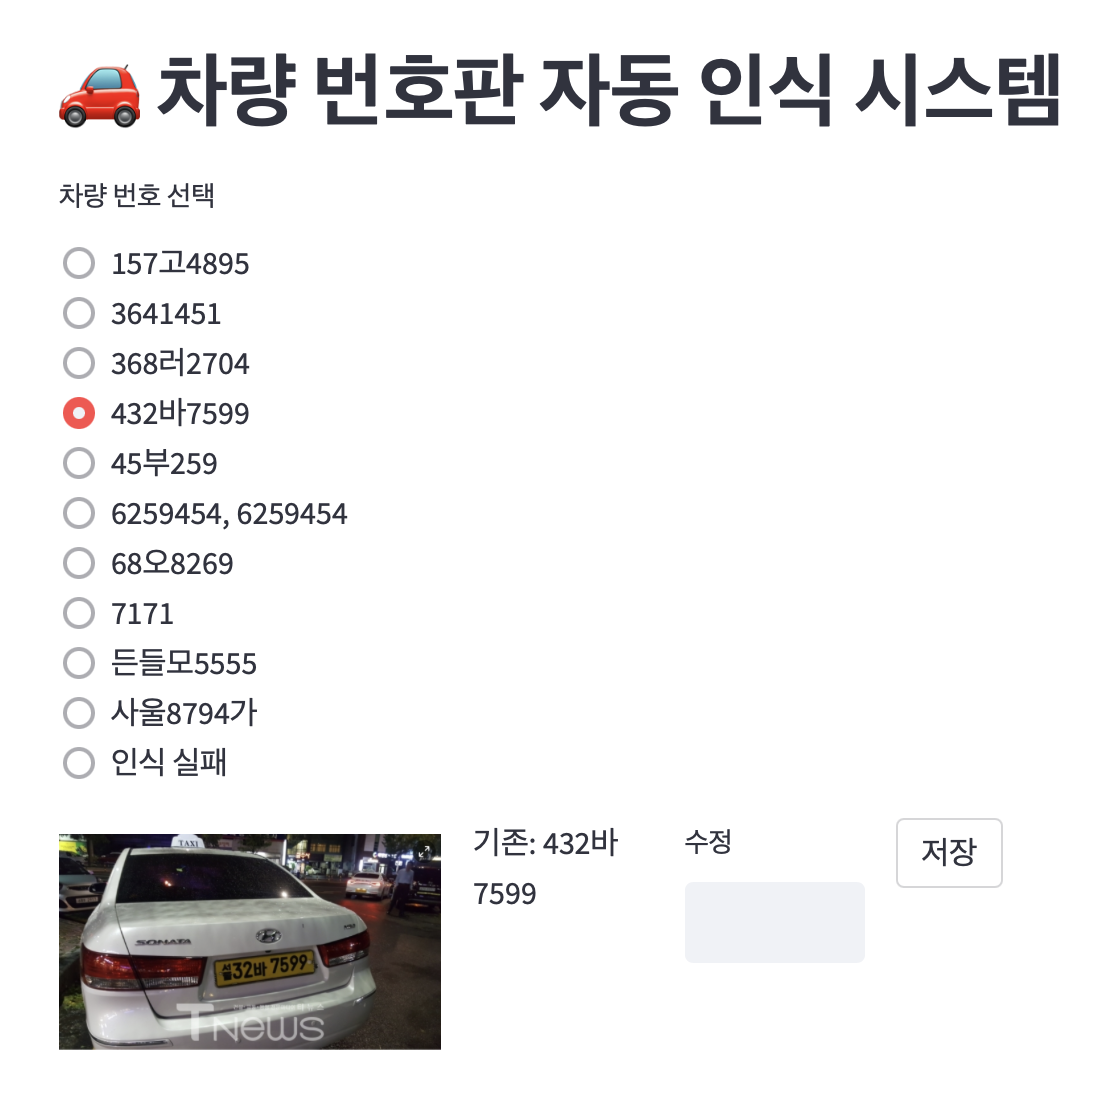 차량 번호판 자동 인식 시스템
차량 번호 선택
157고4895
3641451
368러2704
432바7599
45부259
6259454, 6259454
68오8269
7171
든들모5555
사울8794가
인식 실패
기존: 432바
7599
수정
저장
TAXI
SONATA
32바 7599
TNews